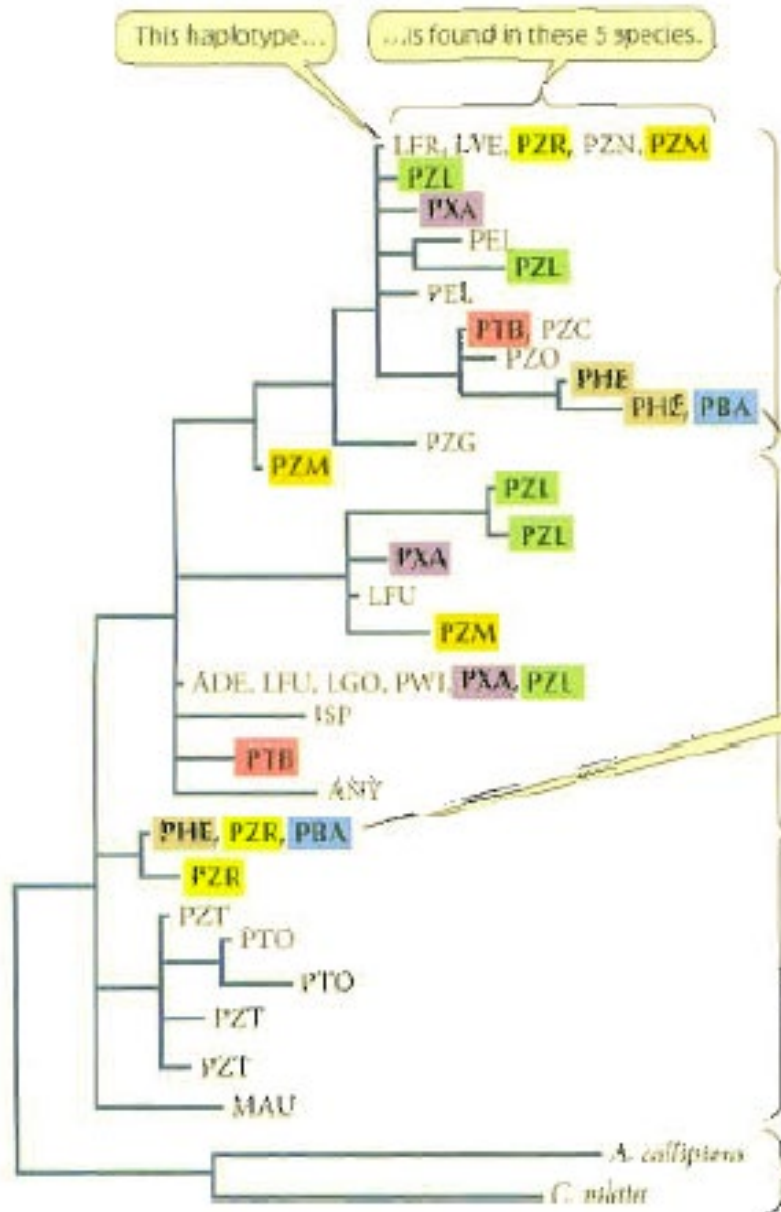 This haplotype...
...is found in these 5 species.
LFR, LVE, PZR, PZN, PZM
PZL
PXA
PEL
PZL
PEL
PTB, PZC
PZO
PHE
PHE, PBA
PZG
PZM
PZL
PZL
PXA
LFU
PZM
ADE, LFU, LGO, PWI, PXA, PZL
ISP
PTB
ANY
PHE, PZR, PBA
PZR
PZT
PTO
PTO
PZT
PZT
MAU
A. calliptera
C.